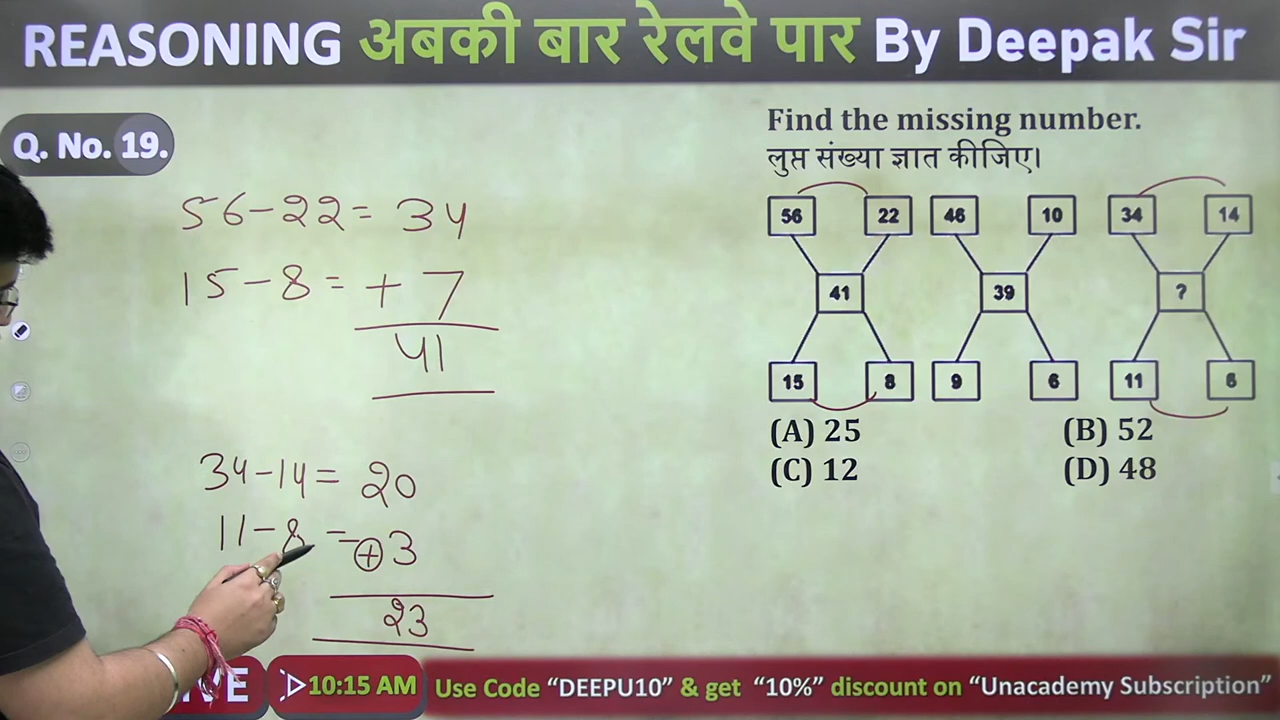 REASONING अबकी बार रेलवे पार By Deepak Sir
Q. No. 19.
Find the missing number.
लुप्त संख्या ज्ञात कीजिए।
56 22 46 10 34 14
41 39 ?
15 8 9 6 11 6
(A) 25 (B) 52
(C) 12 (D) 48
56-22= 34
15-8= +7
41
34-14= 20
11-8 = +3
23
10:15 AM
Use Code “DEEPU10” & get “10%” discount on “Unacademy Subscription”